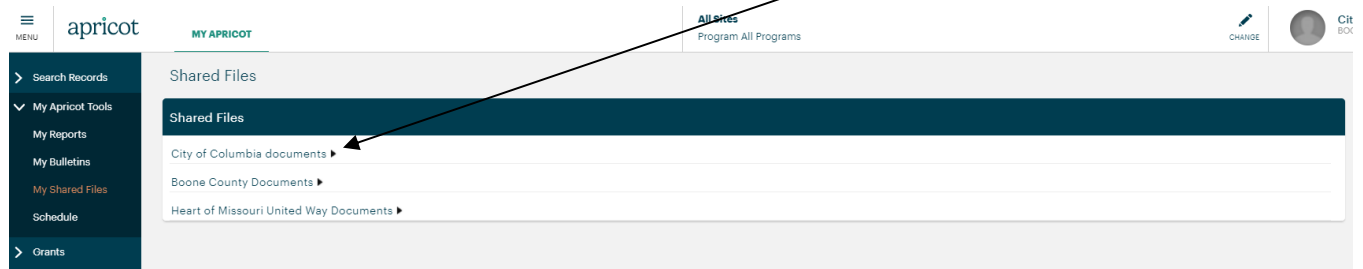 MENU
apricot
MY APRICOT
All Sites
Program All Programs
CHANGE
Cit
BOO
Search Records
My Apricot Tools
My Reports
My Bulletins
My Shared Files
Schedule
Grants
Shared Files
Shared Files
City of Columbia documents
Boone County Documents
Heart of Missouri United Way Documents